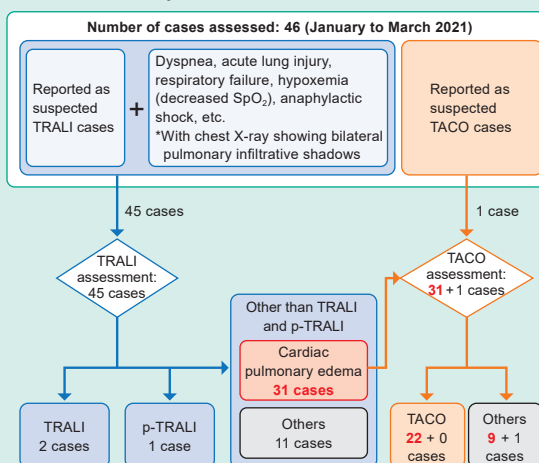 Number of cases assessed: 46 (January to March 2021)
Reported as
suspected
TRALI cases
+
Dyspnea, acute lung injury,
respiratory failure, hypoxemia
(decreased SpO₂), anaphylactic
shock, etc.
*With chest X-ray showing bilateral
pulmonary infiltrative shadows
Reported as
suspected
TACO cases
45 cases
1 case
TRALI
assessment:
45 cases
TACO
assessment:
31 + 1 cases
Other than TRALI
and p-TRALI
Cardiac
pulmonary edema
31 cases
Others
11 cases
TRALI
2 cases
p-TRALI
1 case
TACO
22 + 0
cases
Others
9 + 1
cases